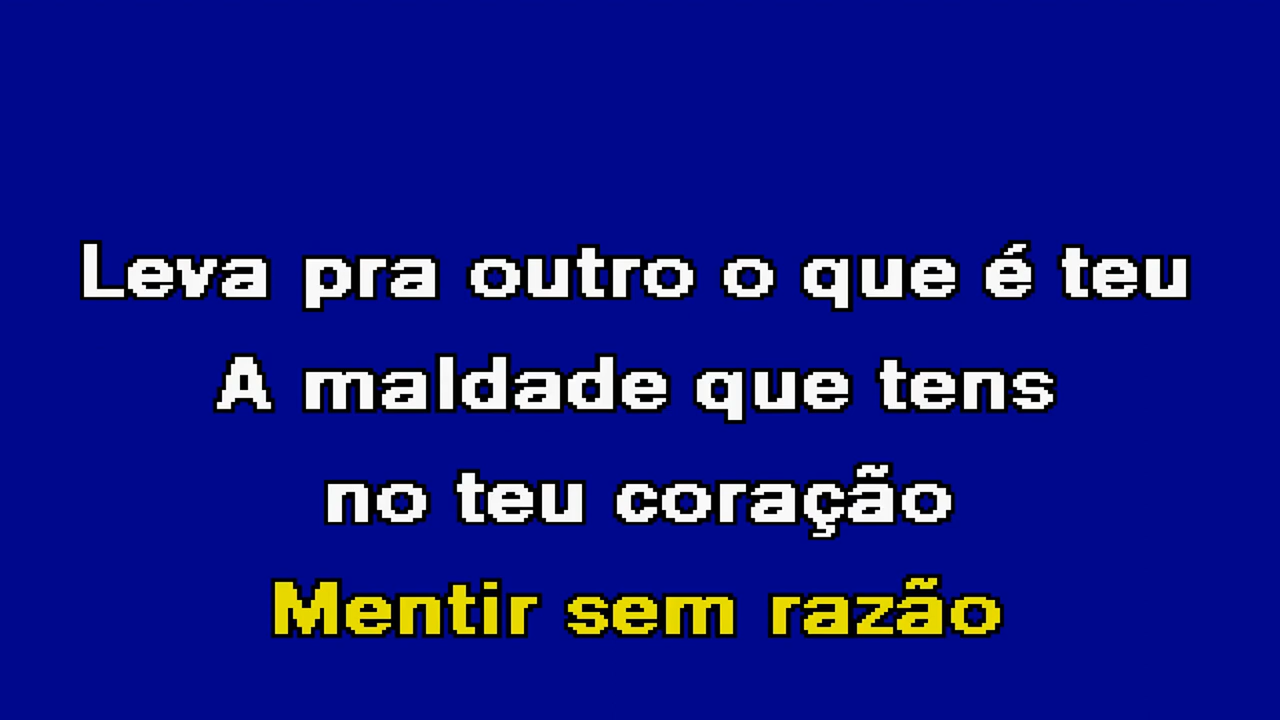 Leva pra outro o que é teu
A maldade que tens
no teu coração
Mentir sem razão